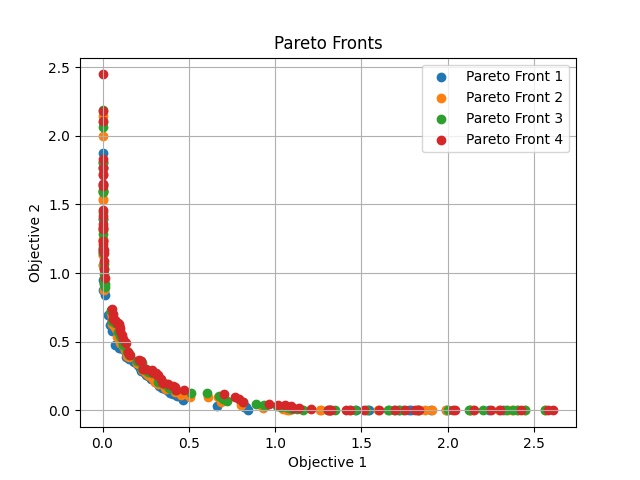 Pareto Fronts
Pareto Front 1
Pareto Front 2
Pareto Front 3
Pareto Front 4
Objective 2
2.5
2.0
1.5
1.0
0.5
0.0
0.0 0.5 1.0 1.5 2.0 2.5
Objective 1